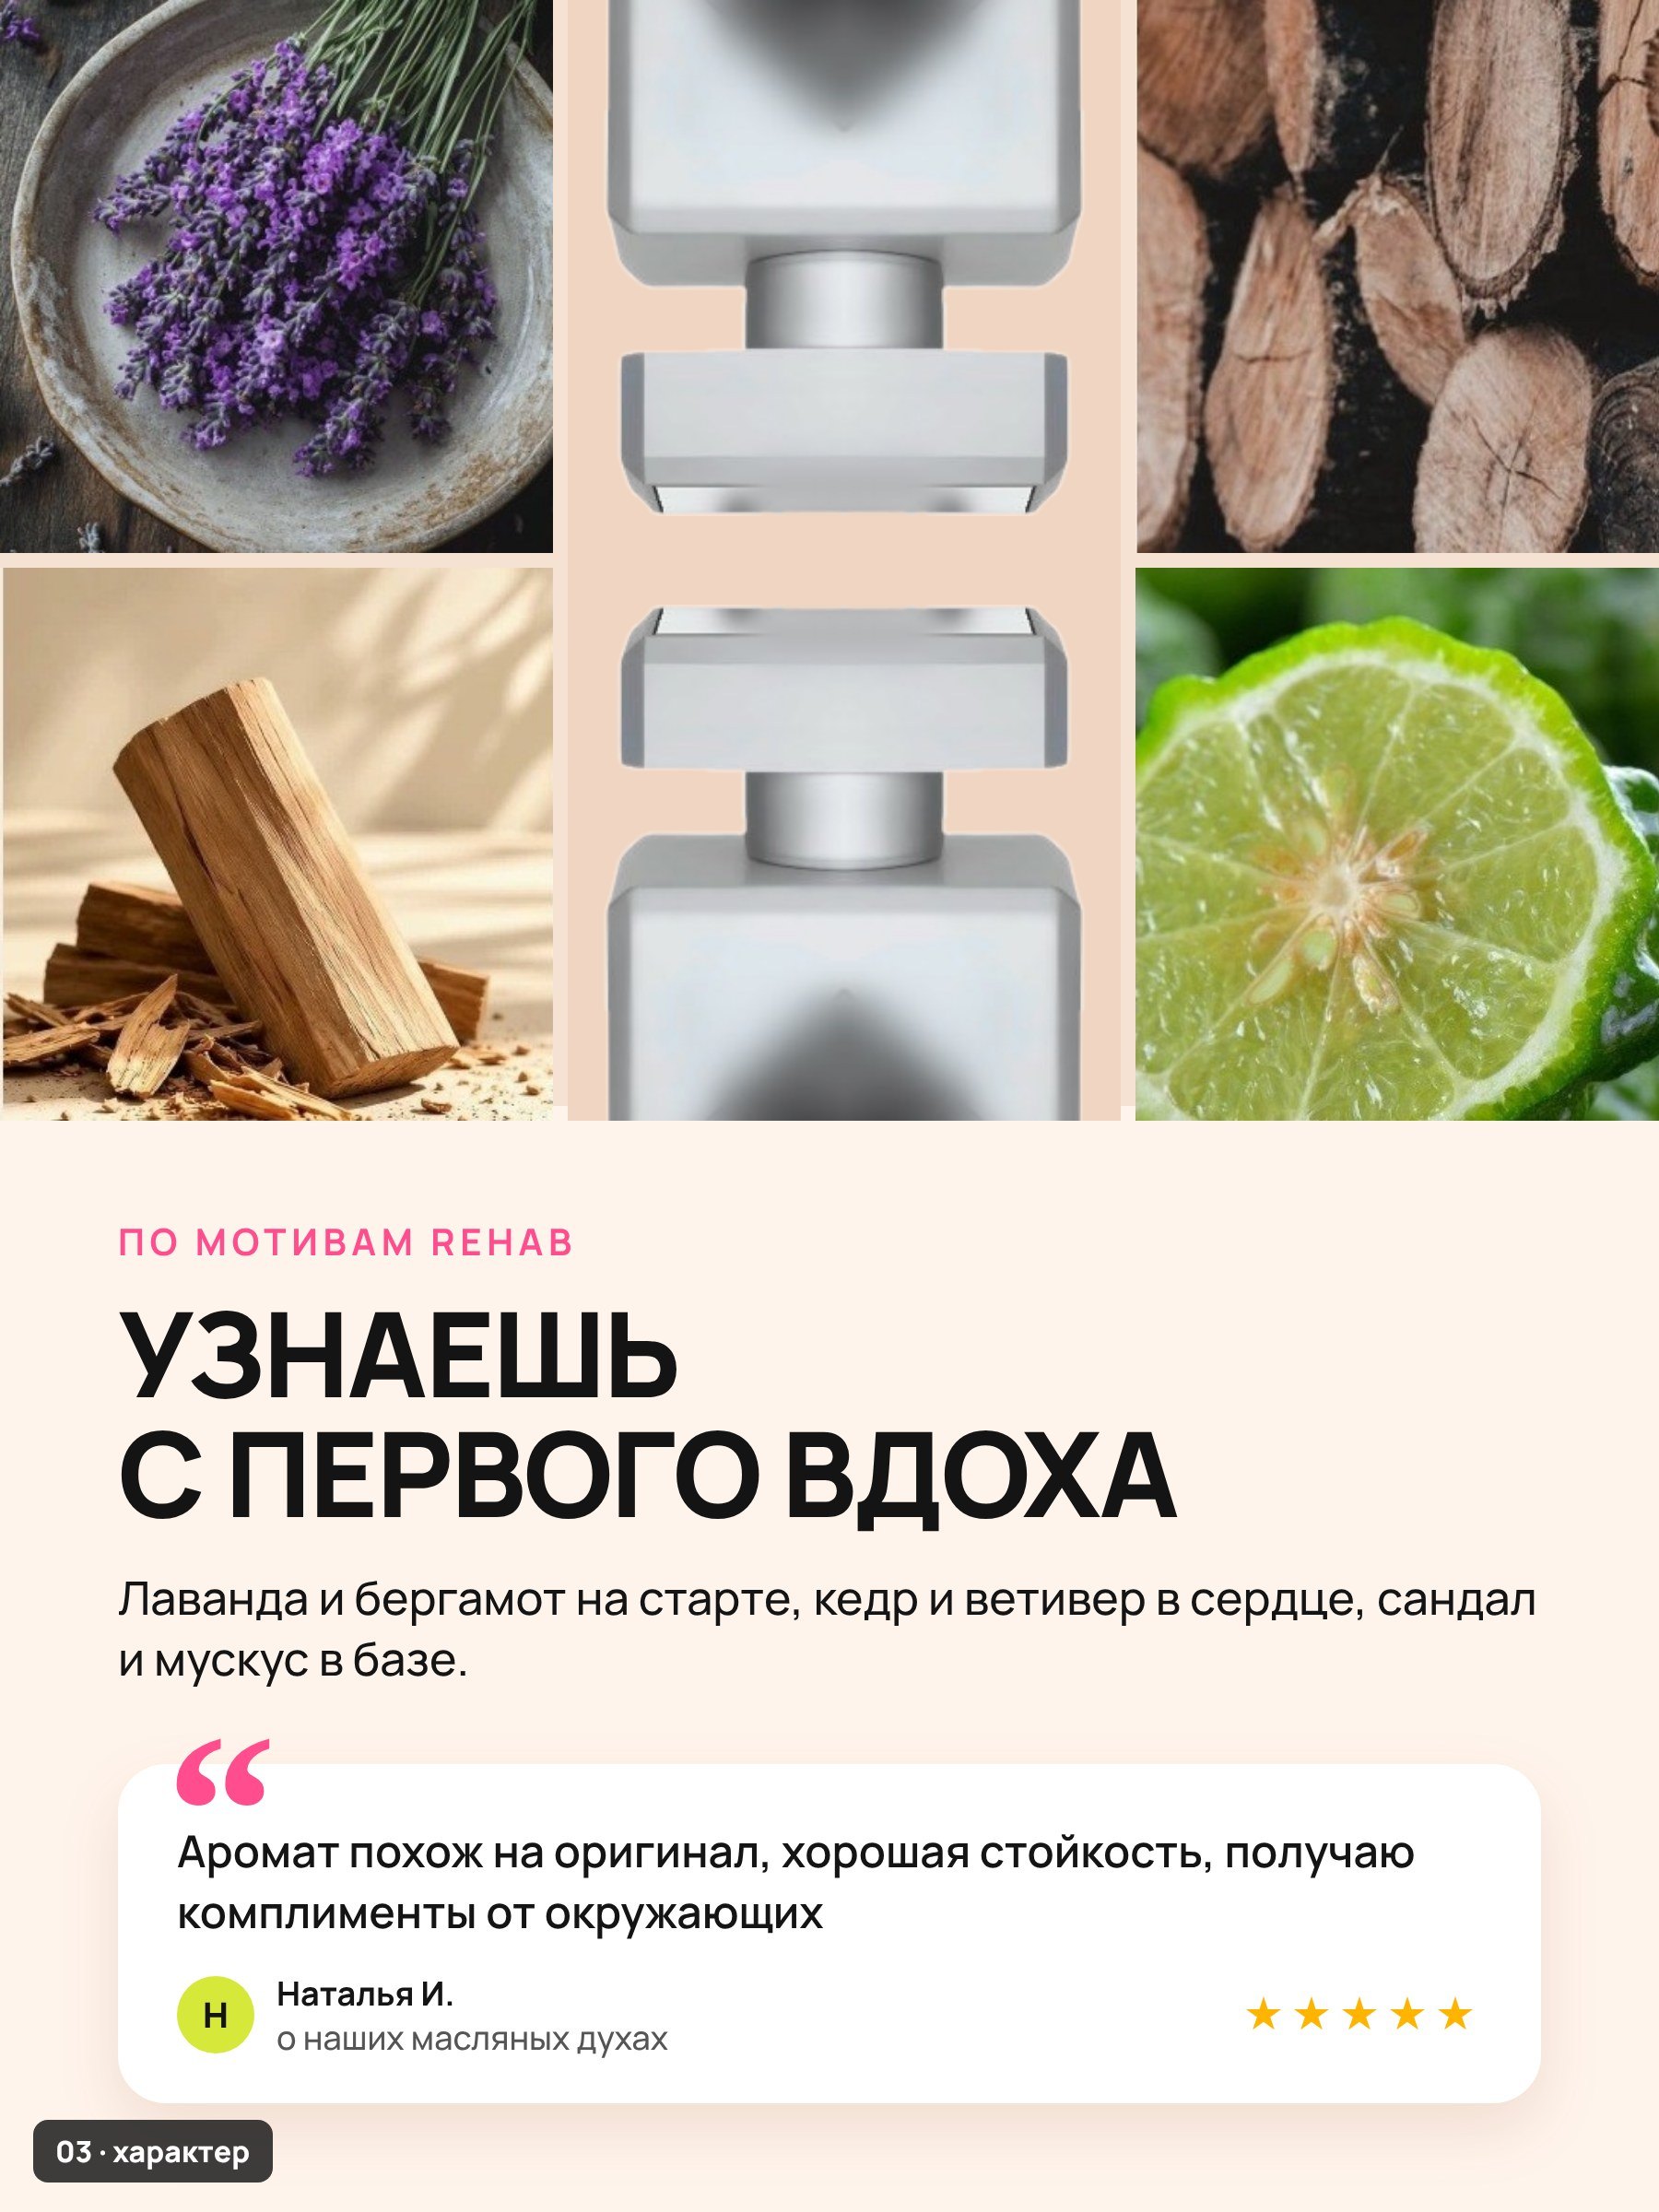 ПО МОТИВАМ REHAB
УЗНАЕШЬ
С ПЕРВОГО ВДОХА
Лаванда и бергамот на старте, кедр и ветивер в сердце, сандал
и мускус в базе.
“
Аромат похож на оригинал, хорошая стойкость, получаю
комплименты от окружающих
Н
Наталья И.
о наших масляных духах
★★★★★
03 · характер